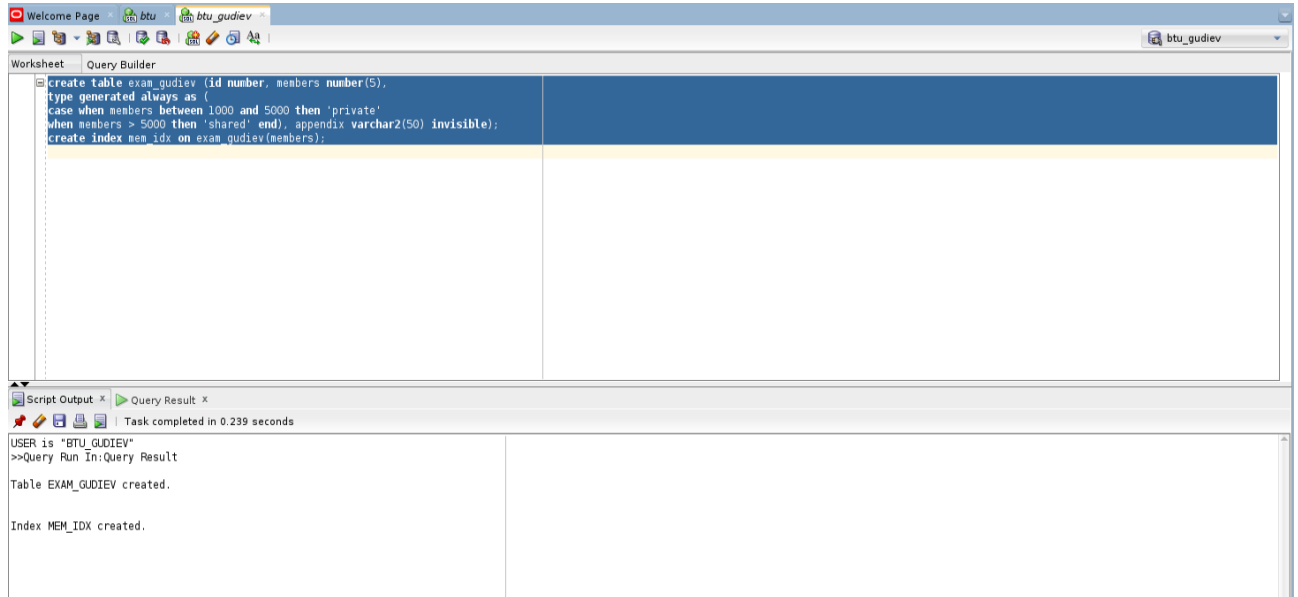 Welcome Page btu btu_gudiev
btu_gudiev
Worksheet Query Builder
create table exam_gudiev (id number, members number(5),
type generated always as (
case when members between 1000 and 5000 then 'private'
when members > 5000 then 'shared' end), appendix varchar2(50) invisible);
create index mem_idx on exam_gudiev(members);
Script Output x Query Result x
Task completed in 0.239 seconds
USER is "BTU_GUDIEV"
>>Query Run In:Query Result
Table EXAM_GUDIEV created.
Index MEM_IDX created.